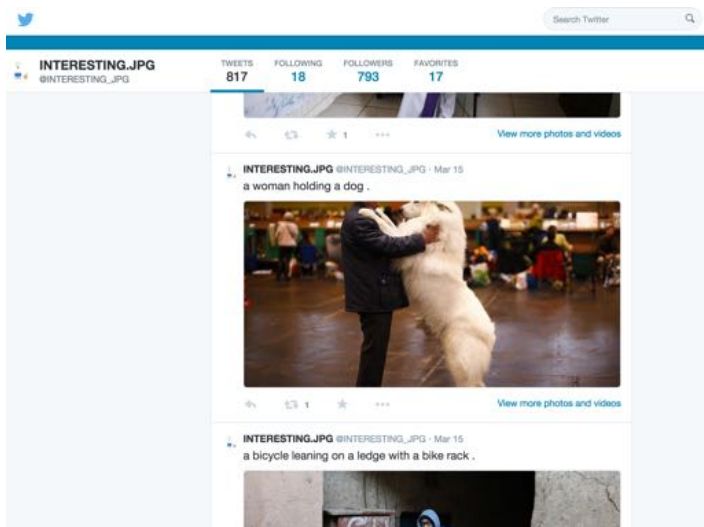 Search Twitter
INTERESTING.JPG
@INTERESTING_JPG
TWEETS FOLLOWING FOLLOWERS FAVORITES
817 18 793 17
1 View more photos and videos
INTERESTING.JPG @INTERESTING_JPG · Mar 15
a woman holding a dog .
1 View more photos and videos
INTERESTING.JPG @INTERESTING_JPG · Mar 15
a bicycle leaning on a ledge with a bike rack .